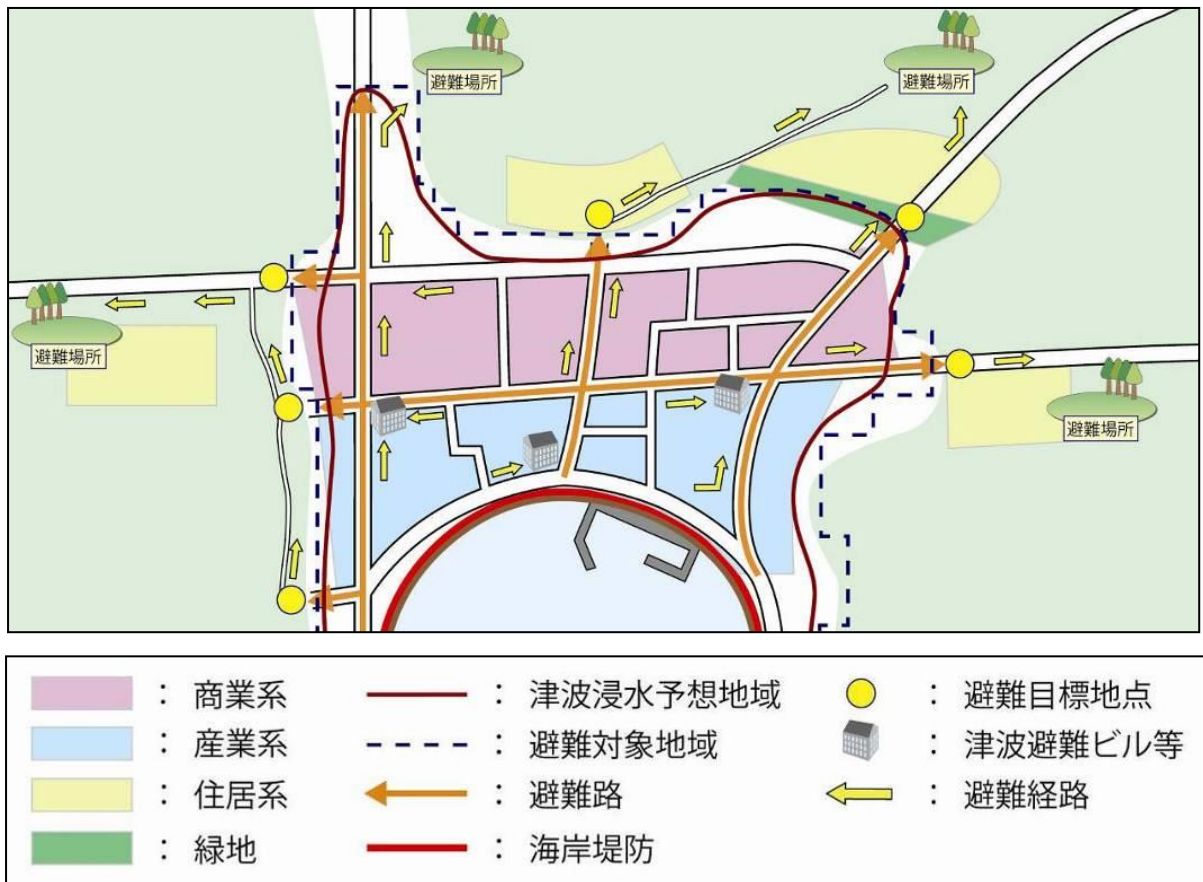 避難場所
避難場所
避難場所
避難場所
：商業系
：津波浸水予想地域
：避難目標地点
：産業系
：避難対象地域
：津波避難ビル等
：住居系
：避難路
：避難経路
：緑地
：海岸堤防